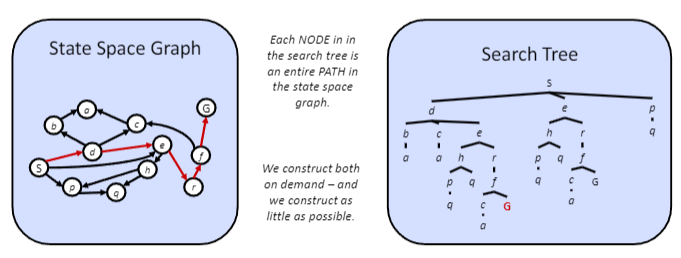 State Space Graph
G
a
c
b
e
d
f
S
h
p
r
q
Each NODE in in
the search tree is
an entire PATH in
the state space
graph.
We construct both
on demand – and
we construct as
little as possible.
Search Tree
S
d e p
b c e h r q
a a h r p q f
p q f q c G
q c G a
a